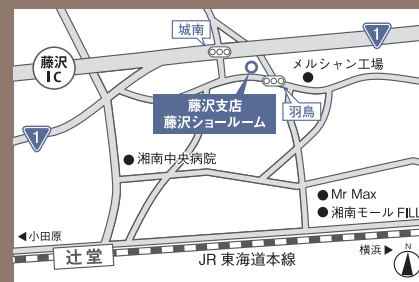 城南
1
藤沢
IC
メルシャン工場
藤沢支店
藤沢ショールーム
羽鳥
1
湘南中央病院
Mr Max
湘南モール FILL
小田原
辻堂
JR 東海道本線
横浜
N